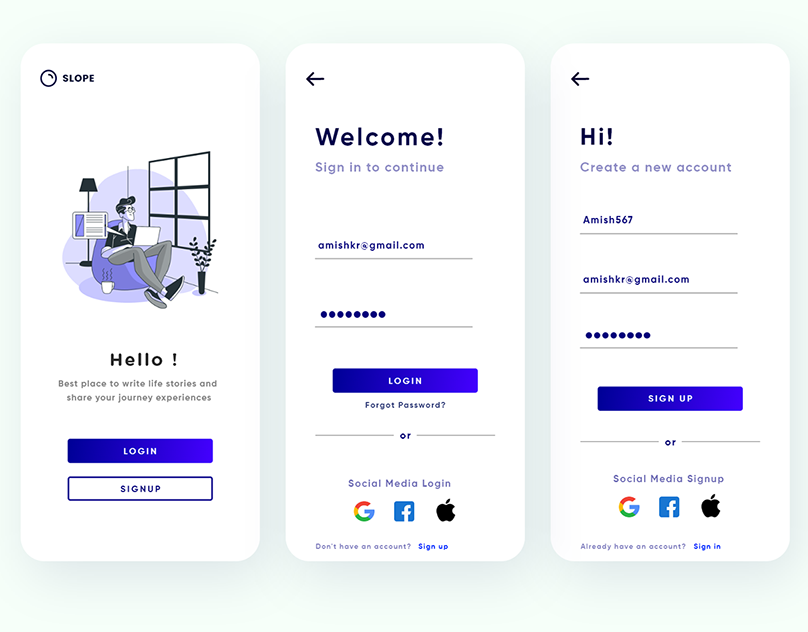 SLOPE
Hello !
Best place to write life stories and
share your journey experiences
LOGIN
SIGNUP
Welcome!
Sign in to continue
amishkr@gmail.com
●●●●●●●●
LOGIN
Forgot Password?
or
Social Media Login
Don't have an account? Sign up
Hi!
Create a new account
Amish567
amishkr@gmail.com
●●●●●●●●
SIGN UP
or
Social Media Signup
Already have an account? Sign in